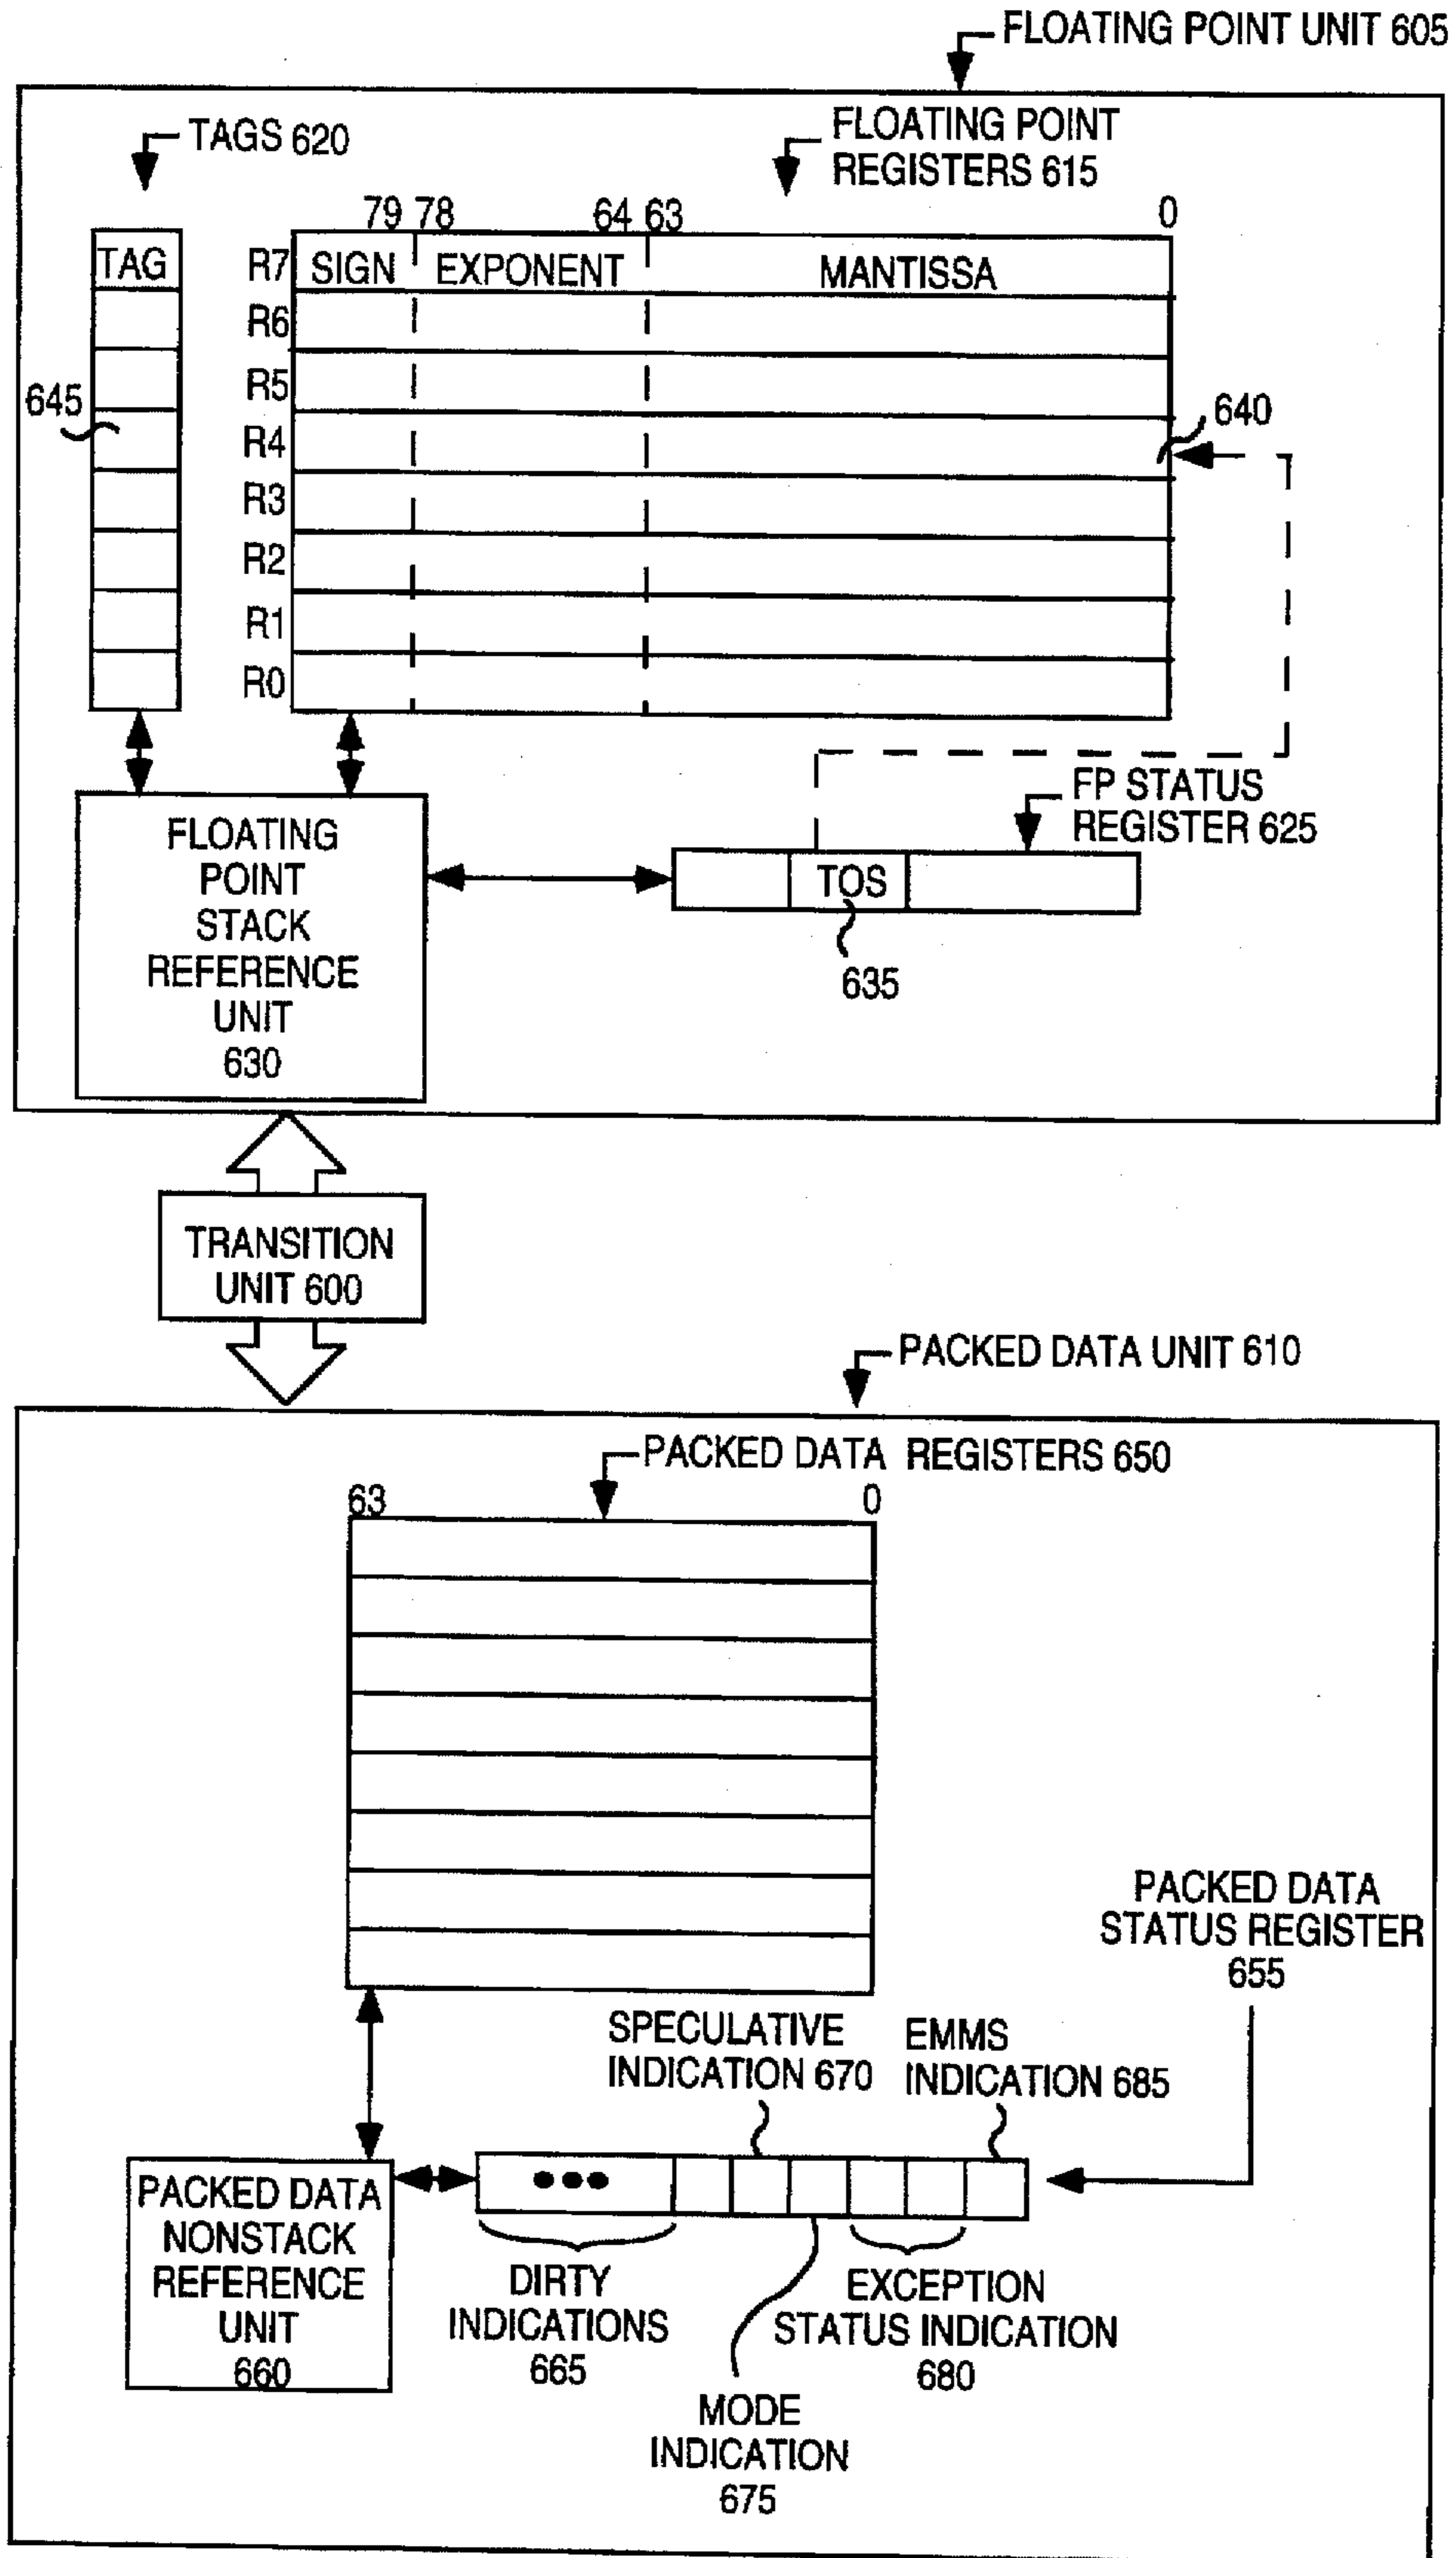 FLOATING POINT UNIT 605
TAGS 620
FLOATING POINT
REGISTERS 615
79 78 64 63 0
TAG
R7 SIGN EXPONENT MANTISSA
R6
R5
645
640
R4
R3
R2
R1
R0
FP STATUS
REGISTER 625
TOS
635
FLOATING
POINT
STACK
REFERENCE
UNIT
630
TRANSITION
UNIT 600
PACKED DATA UNIT 610
PACKED DATA REGISTERS 650
63 0
PACKED DATA
STATUS REGISTER
655
SPECULATIVE
INDICATION 670
EMMS
INDICATION 685
PACKED DATA
NONSTACK
REFERENCE
UNIT
660
DIRTY
INDICATIONS
665
EXCEPTION
STATUS INDICATION
680
MODE
INDICATION
675